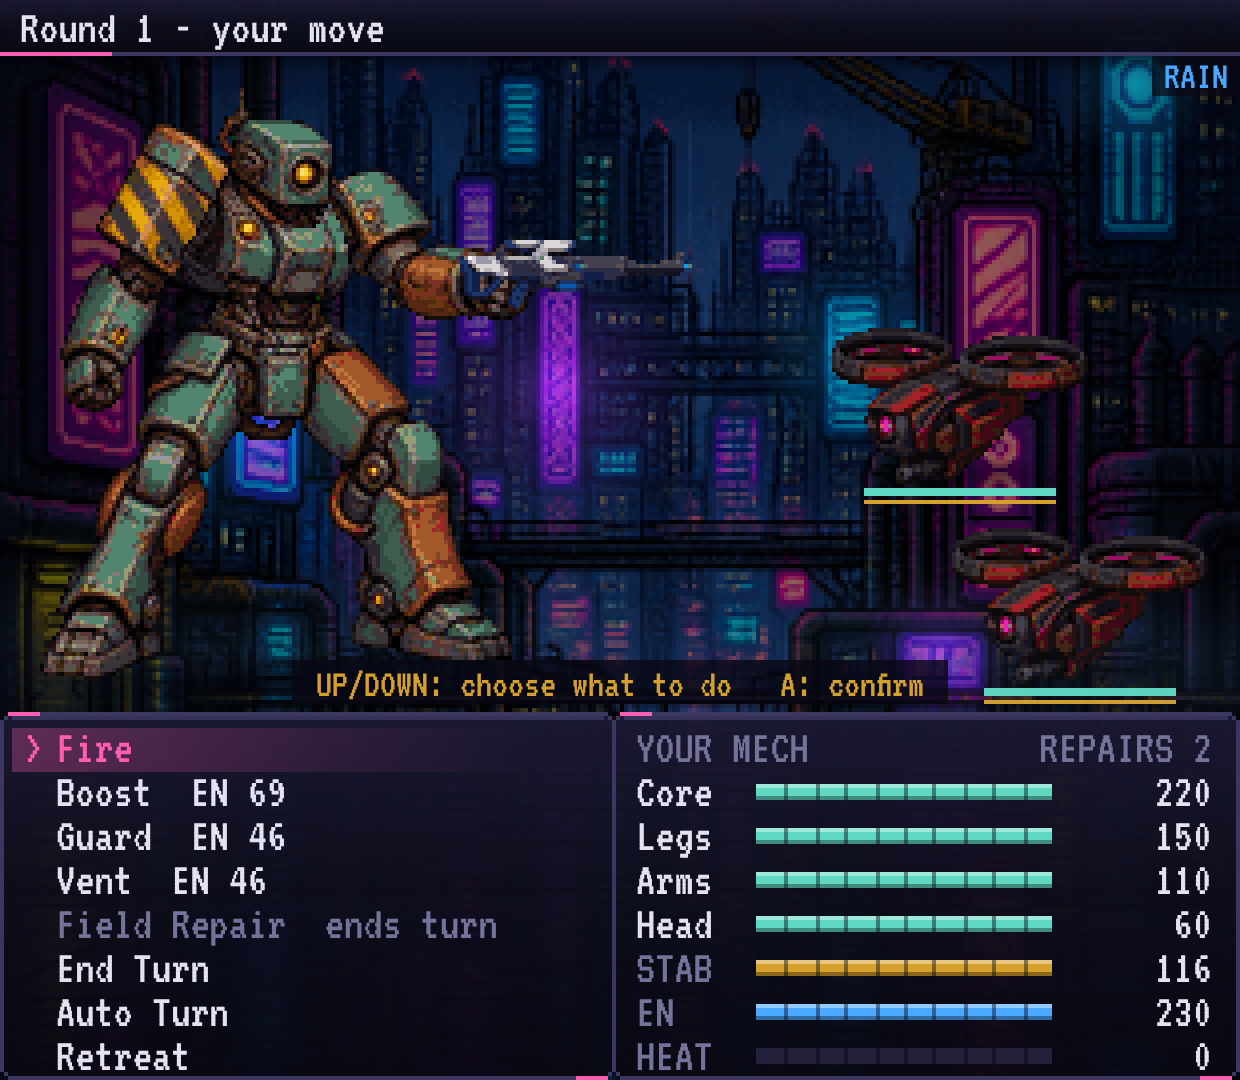 Round 1 - your move
RAIN
UP/DOWN: choose what to do A: confirm
> Fire
Boost EN 69
Guard EN 46
Vent EN 46
Field Repair ends turn
End Turn
Auto Turn
Retreat
YOUR MECH REPAIRS 2
Core 220
Legs 150
Arms 110
Head 60
STAB 116
EN 230
HEAT 0